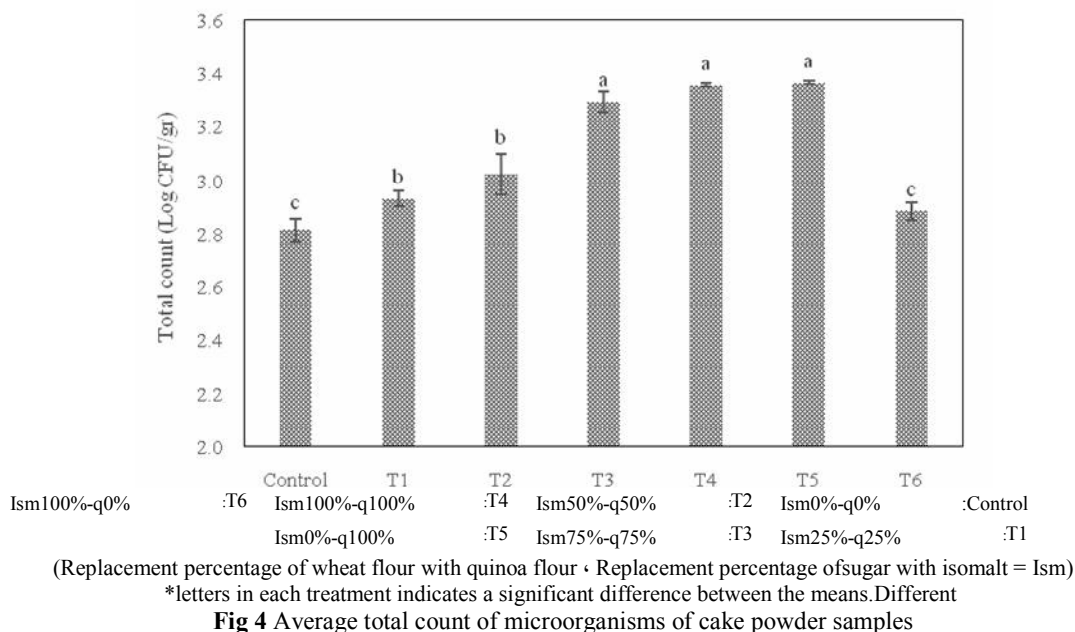 3.6
3.4
3.2
3.0
2.8
2.6
2.4
2.2
2.0
Total count (Log CFU/gr)
c
b
b
a
a
a
c
Control T1 T2 T3 T4 T5 T6
Ism100%-q0% :T6 Ism100%-q100% :T4 Ism50%-q50% :T2 Ism0%-q0% :Control
Ism0%-q100% :T5 Ism75%-q75% :T3 Ism25%-q25% :T1
(Replacement percentage of wheat flour with quinoa flour ، Replacement percentage ofsugar with isomalt = Ism)
*letters in each treatment indicates a significant difference between the means.Different
Fig 4 Average total count of microorganisms of cake powder samples